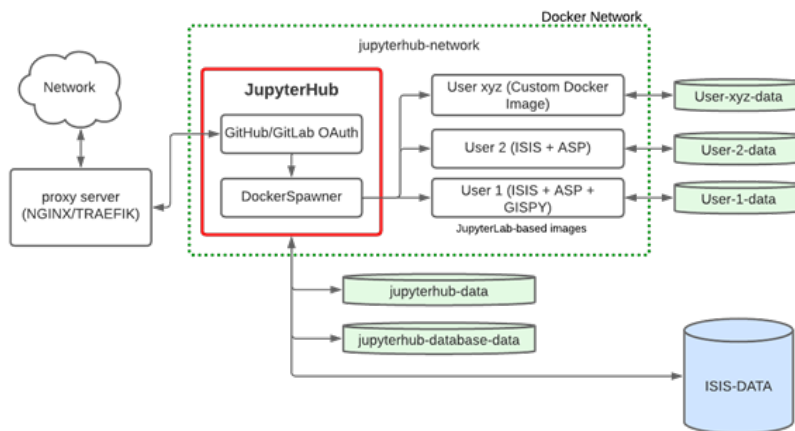 Docker Network
jupyterhub-network
Network
JupyterHub
GitHub/GitLab OAuth
DockerSpawner
proxy server
(NGINX/TRAEFIK)
User xyz (Custom Docker
Image)
User 2 (ISIS + ASP)
User 1 (ISIS + ASP +
GISPY)
JupyterLab-based images
User-xyz-data
User-2-data
User-1-data
jupyterhub-data
jupyterhub-database-data
ISIS-DATA